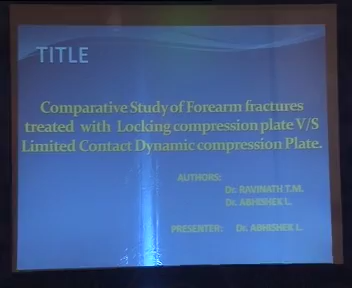 TITLE
Comparative Study of Forearm fractures
treated with Locking compression plate V/S
Limited Contact Dynamic compression Plate.
AUTHORS:
Dr. RAVINATH T.M.
Dr. ABHISHEK L.
PRESENTER: Dr. ABHISHEK L.